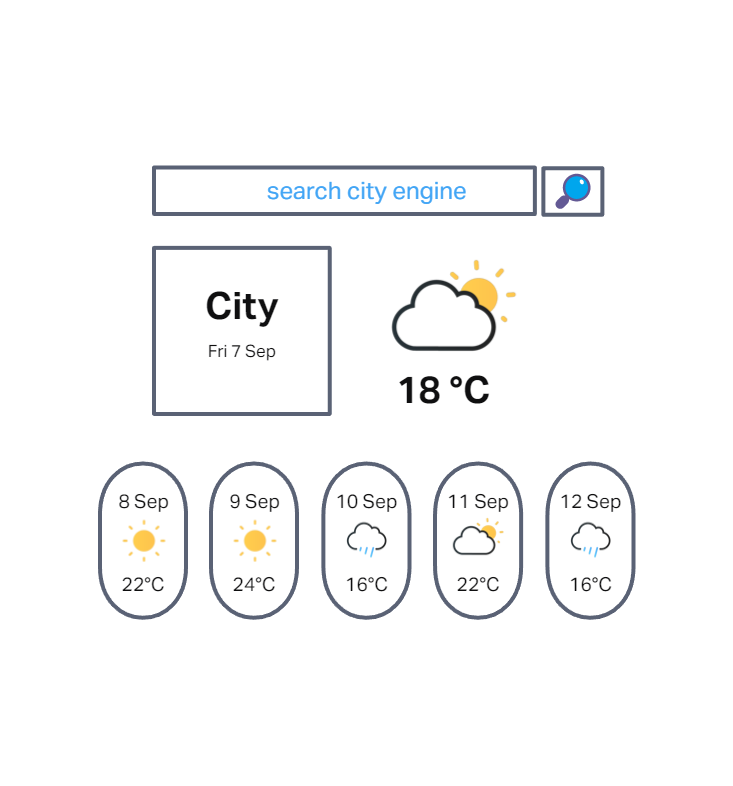 search city engine
City
Fri 7 Sep
18 °C
8 Sep
22°C
9 Sep
24°C
10 Sep
16°C
11 Sep
22°C
12 Sep
16°C